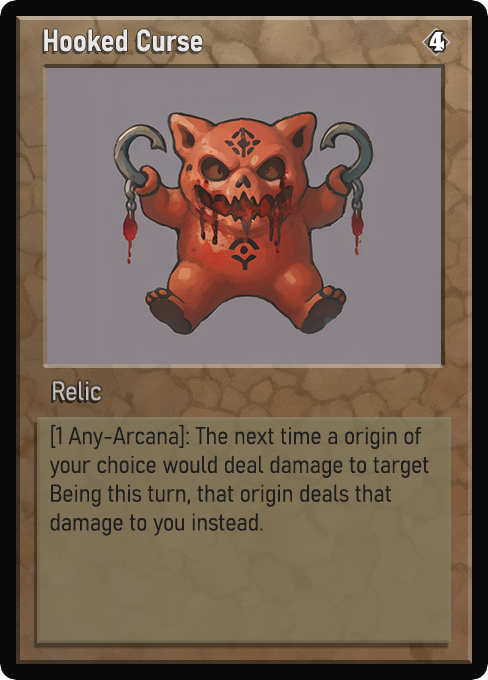 Hooked Curse
4
Relic
[1 Any-Arcana]: The next time a origin of
your choice would deal damage to target
Being this turn, that origin deals that
damage to you instead.